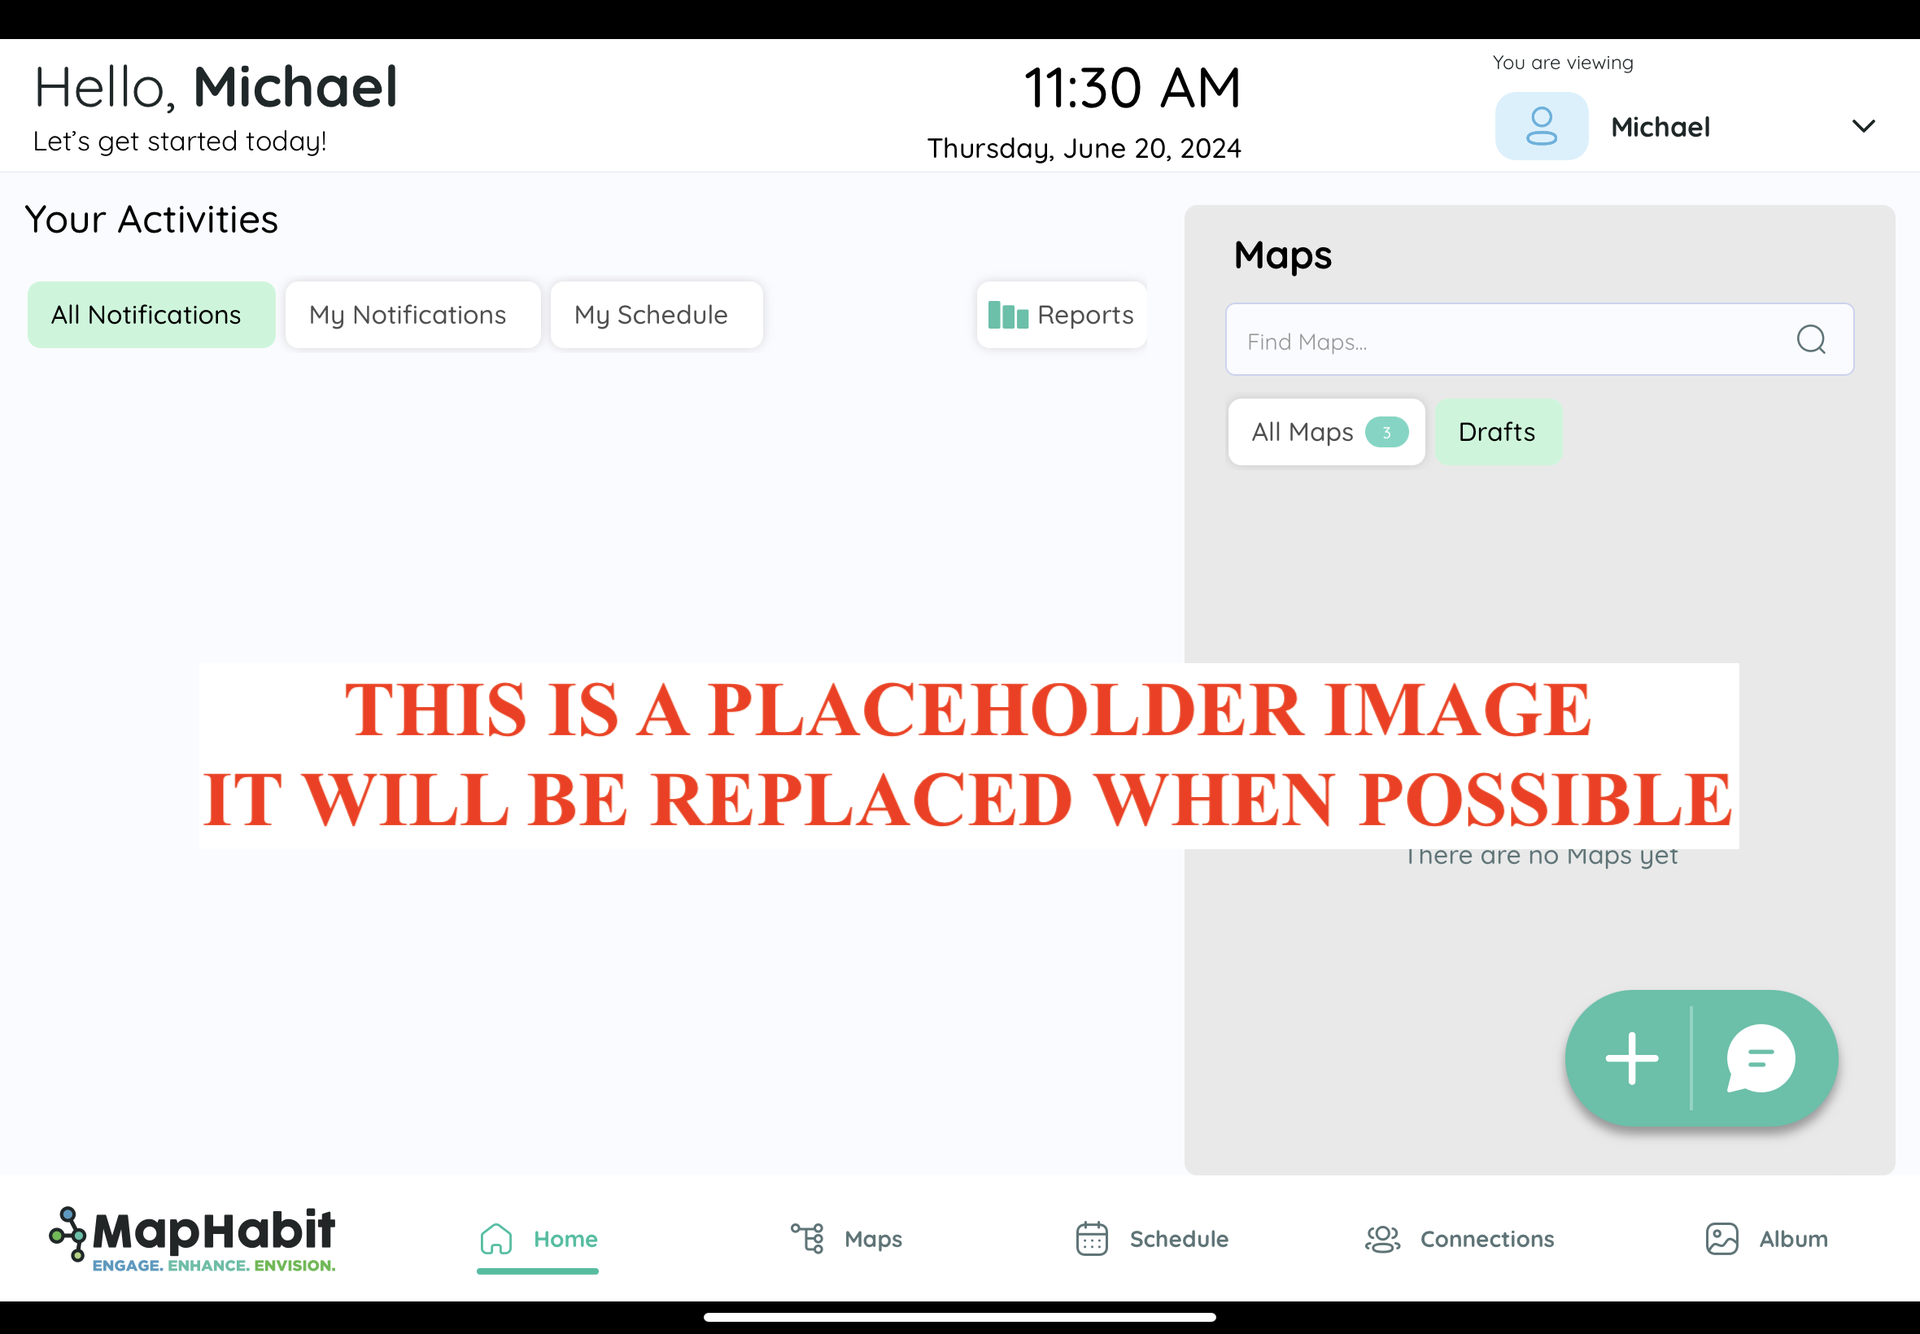 Hello, Michael
Let's get started today!
11:30 AM
Thursday, June 20, 2024
You are viewing
Michael
Your Activities
All Notifications
My Notifications
My Schedule
Reports
Maps
Find Maps...
All Maps 3
Drafts
THIS IS A PLACEHOLDER IMAGE
IT WILL BE REPLACED WHEN POSSIBLE
There are no Maps yet
MapHabit
ENGAGE. ENHANCE. ENVISION.
Home
Maps
Schedule
Connections
Album